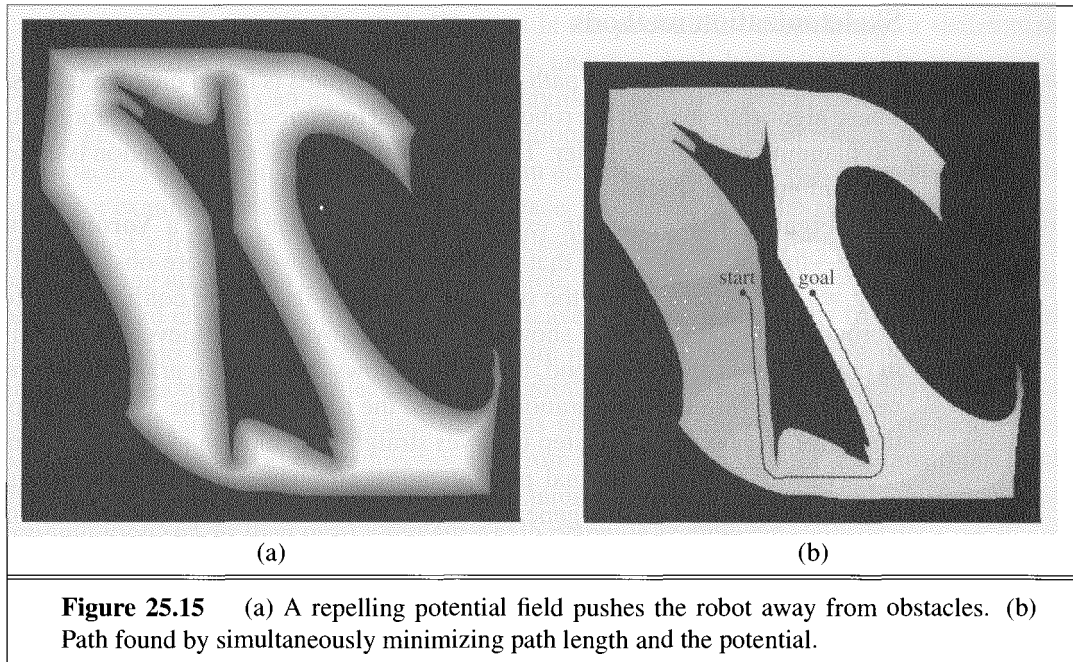 start
goal
(a)
(b)
Figure 25.15 (a) A repelling potential field pushes the robot away from obstacles. (b)
Path found by simultaneously minimizing path length and the potential.